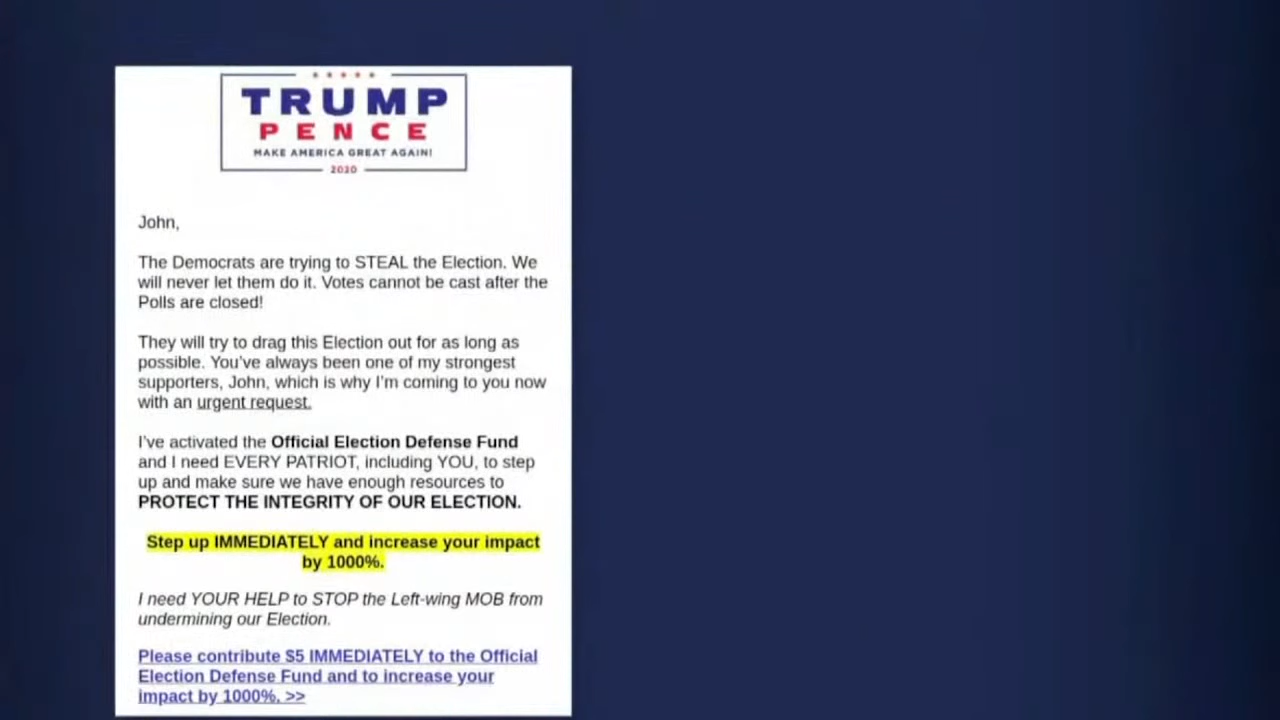 TRUMP
PENCE
MAKE AMERICA GREAT AGAIN!
2020
John,
The Democrats are trying to STEAL the Election. We
will never let them do it. Votes cannot be cast after the
Polls are closed!
They will try to drag this Election out for as long as
possible. You've always been one of my strongest
supporters, John, which is why I'm coming to you now
with an urgent request.
I've activated the Official Election Defense Fund
and I need EVERY PATRIOT, including YOU, to step
up and make sure we have enough resources to
PROTECT THE INTEGRITY OF OUR ELECTION.
Step up IMMEDIATELY and increase your impact
by 1000%.
I need YOUR HELP to STOP the Left-wing MOB from
undermining our Election.
Please contribute $5 IMMEDIATELY to the Official
Election Defense Fund and to increase your
impact by 1000%. >>